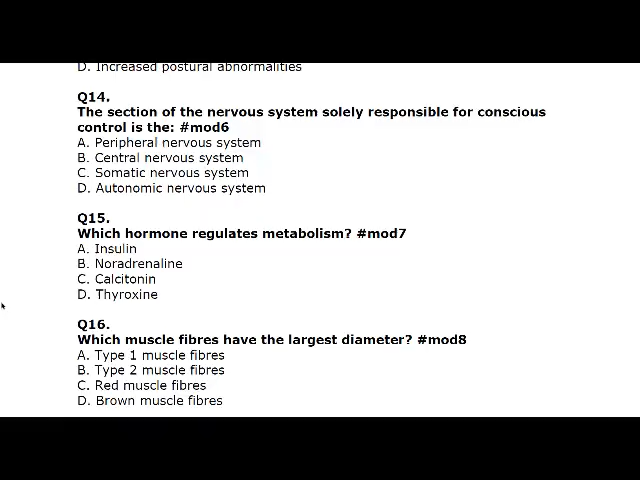 D. Increased postural abnormalities
Q14.
The section of the nervous system solely responsible for conscious
control is the: #mod6
A. Peripheral nervous system
B. Central nervous system
C. Somatic nervous system
D. Autonomic nervous system
Q15.
Which hormone regulates metabolism? #mod7
A. Insulin
B. Noradrenaline
C. Calcitonin
D. Thyroxine
Q16.
Which muscle fibres have the largest diameter? #mod8
A. Type 1 muscle fibres
B. Type 2 muscle fibres
C. Red muscle fibres
D. Brown muscle fibres